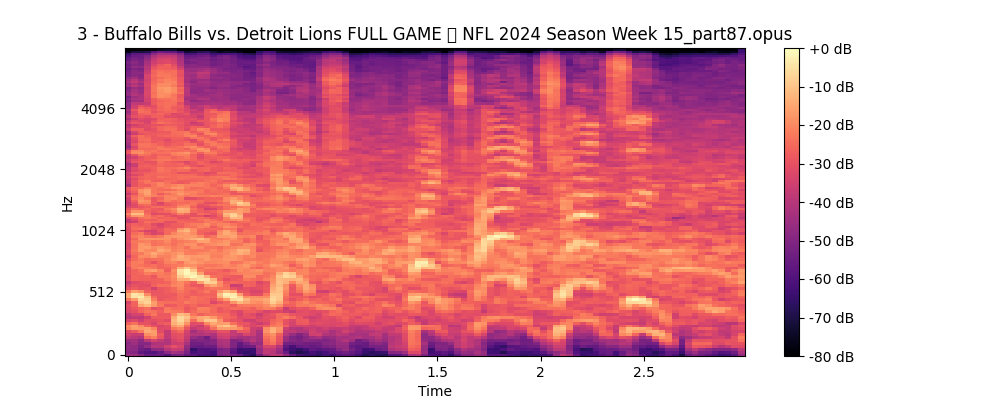 3 - Buffalo Bills vs. Detroit Lions FULL GAME ▯ NFL 2024 Season Week 15_part87.opus
+0 dB
-10 dB
-20 dB
-30 dB
-40 dB
-50 dB
-60 dB
-70 dB
-80 dB
4096
2048
1024
512
0
Hz
0
0.5
1
1.5
2
2.5
Time